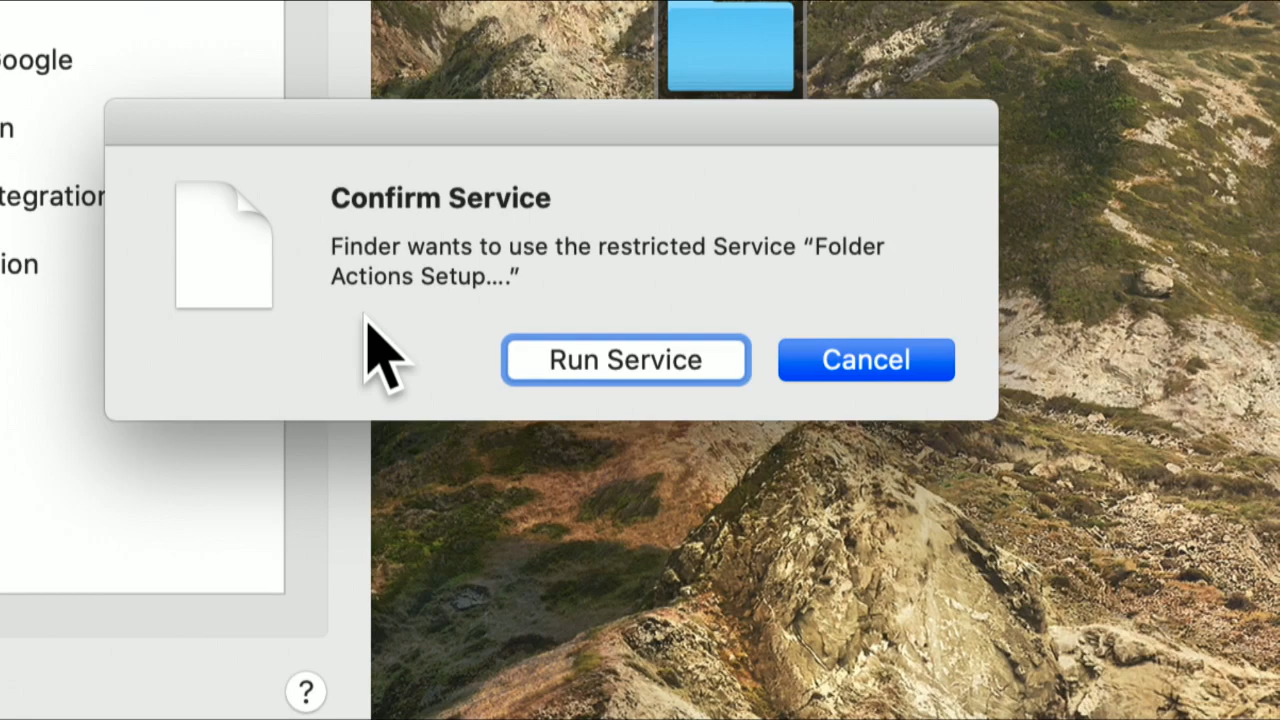 oogle
n
tegration
ion
Confirm Service
Finder wants to use the restricted Service “Folder
Actions Setup….”
Run Service
Cancel
?